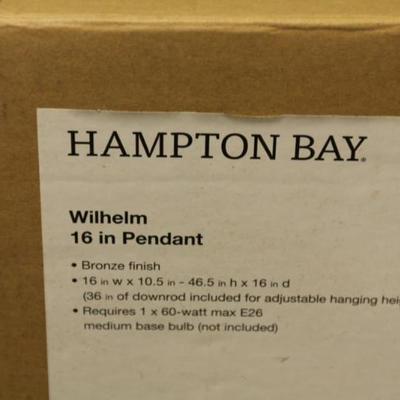 HAMPTON BAY®
Wilhelm
16 in Pendant
• Bronze finish
• 16 in w x 10.5 in - 46.5 in h x 16 in d
(36 in of downrod included for adjustable hanging hei
• Requires 1 x 60-watt max E26
medium base bulb (not included)